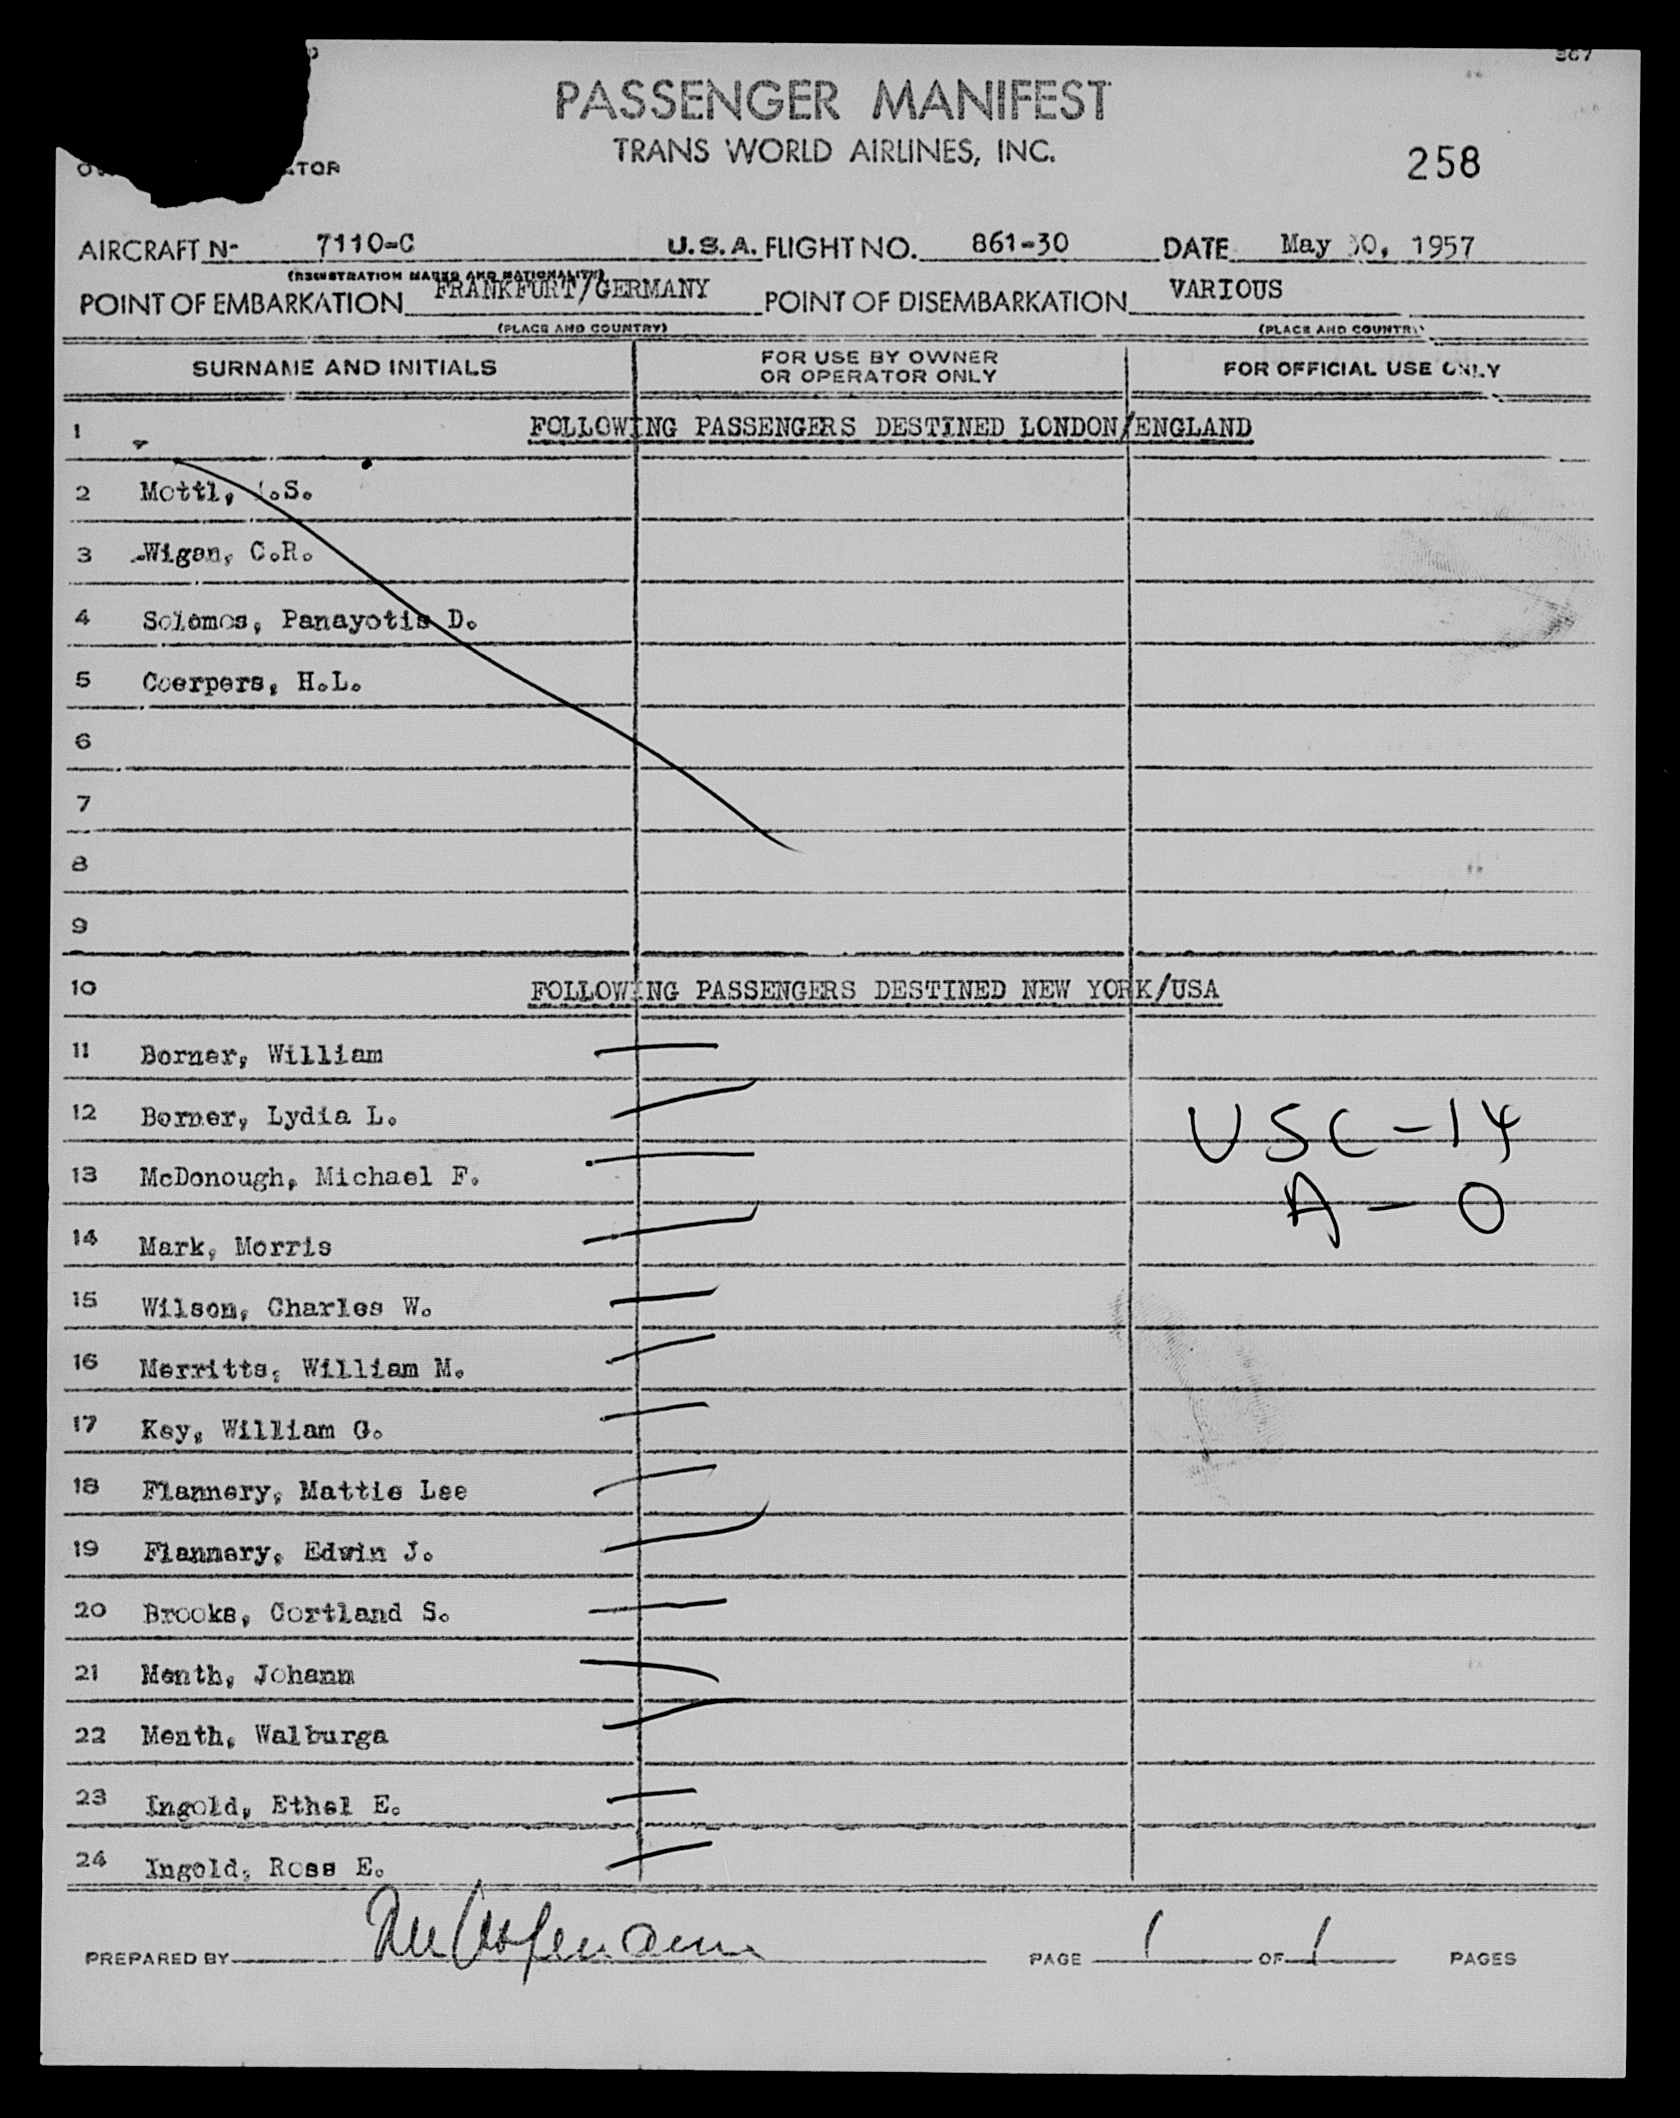 PASSENGER MANIFEST
TRANS WORLD AIRLINES, INC.
258
AIRCRAFT Nº 7110-C U.S.A. FLIGHT NO. 861-30 DATE May 30, 1957
(REGISTRATION MARKS AND NATIONALITY)
POINT OF EMBARKATION FRANKFURT/GERMANY POINT OF DISEMBARKATION VARIOUS
(PLACE AND COUNTRY) (PLACE AND COUNTRY)
SURNAME AND INITIALS FOR USE BY OWNER OR OPERATOR ONLY FOR OFFICIAL USE ONLY
1 FOLLOWING PASSENGERS DESTINED LONDON/ENGLAND
2 Mottl, .S.
3 Wigan, C.R.
4 Solomos, Panayotis D.
5 Coerpers, H.L.
6
7
8
9
10 FOLLOWING PASSENGERS DESTINED NEW YORK/USA
11 Borner, William
12 Borner, Lydia L.
USC-14
13 McDonough, Michael F.
A-0
14 Mark, Morris
15 Wilson, Charles W.
16 Merritts, William M.
17 Key, William G.
18 Flannery, Mattie Lee
19 Flannery, Edwin J.
20 Brooks, Cortland S.
21 Menth, Johann
22 Menth, Walburga
23 Ingold, Ethel E.
24 Ingold, Ross E.
PREPARED BY PAGE 1 OF 1 PAGES